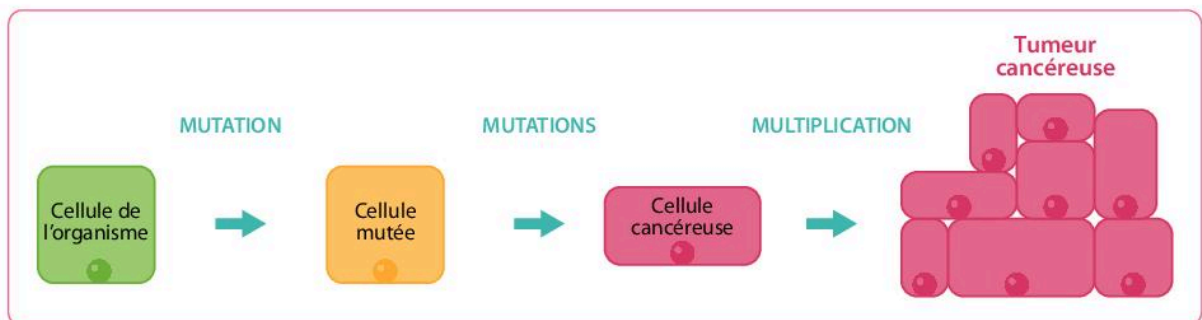 Tumeur
cancéreuse
MUTATION
MUTATIONS
MULTIPLICATION
Cellule de
l'organisme
Cellule
mutée
Cellule
cancéreuse